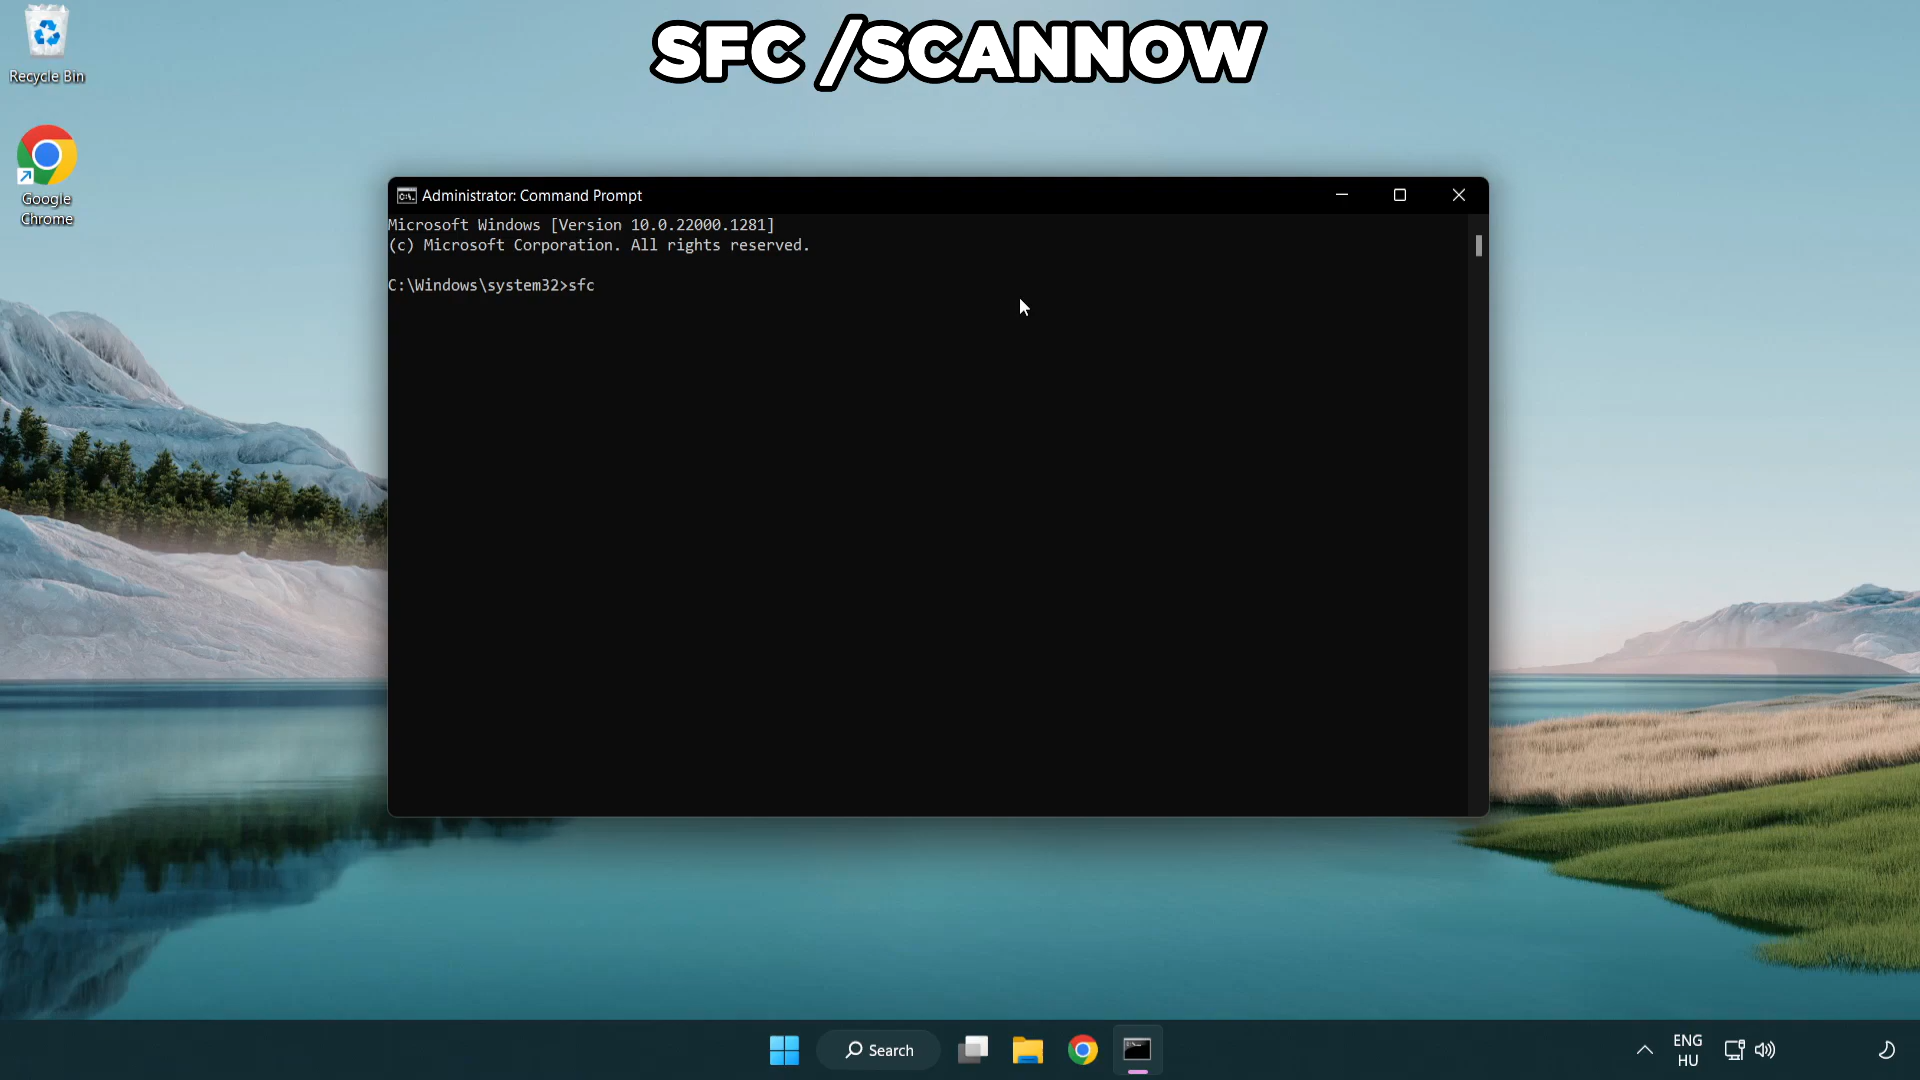 SFC /SCANNOW
Recycle Bin
Google
Chrome
Administrator: Command Prompt
Microsoft Windows [Version 10.0.22000.1281]
(c) Microsoft Corporation. All rights reserved.
C:\Windows\system32>sfc
Search
ENG
HU